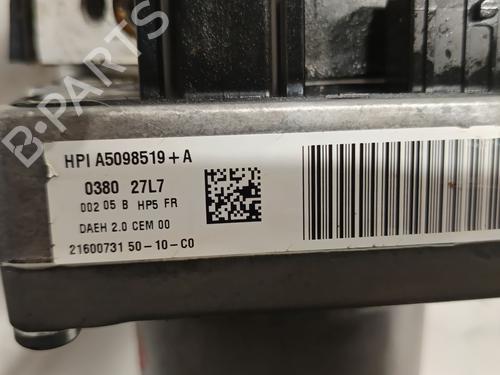 B-PARTS
HPI A5098519+A
0380 27L7
002 05 B HP5 FR
DAEH 2.0 CEM 00
21600731 50-10-C0